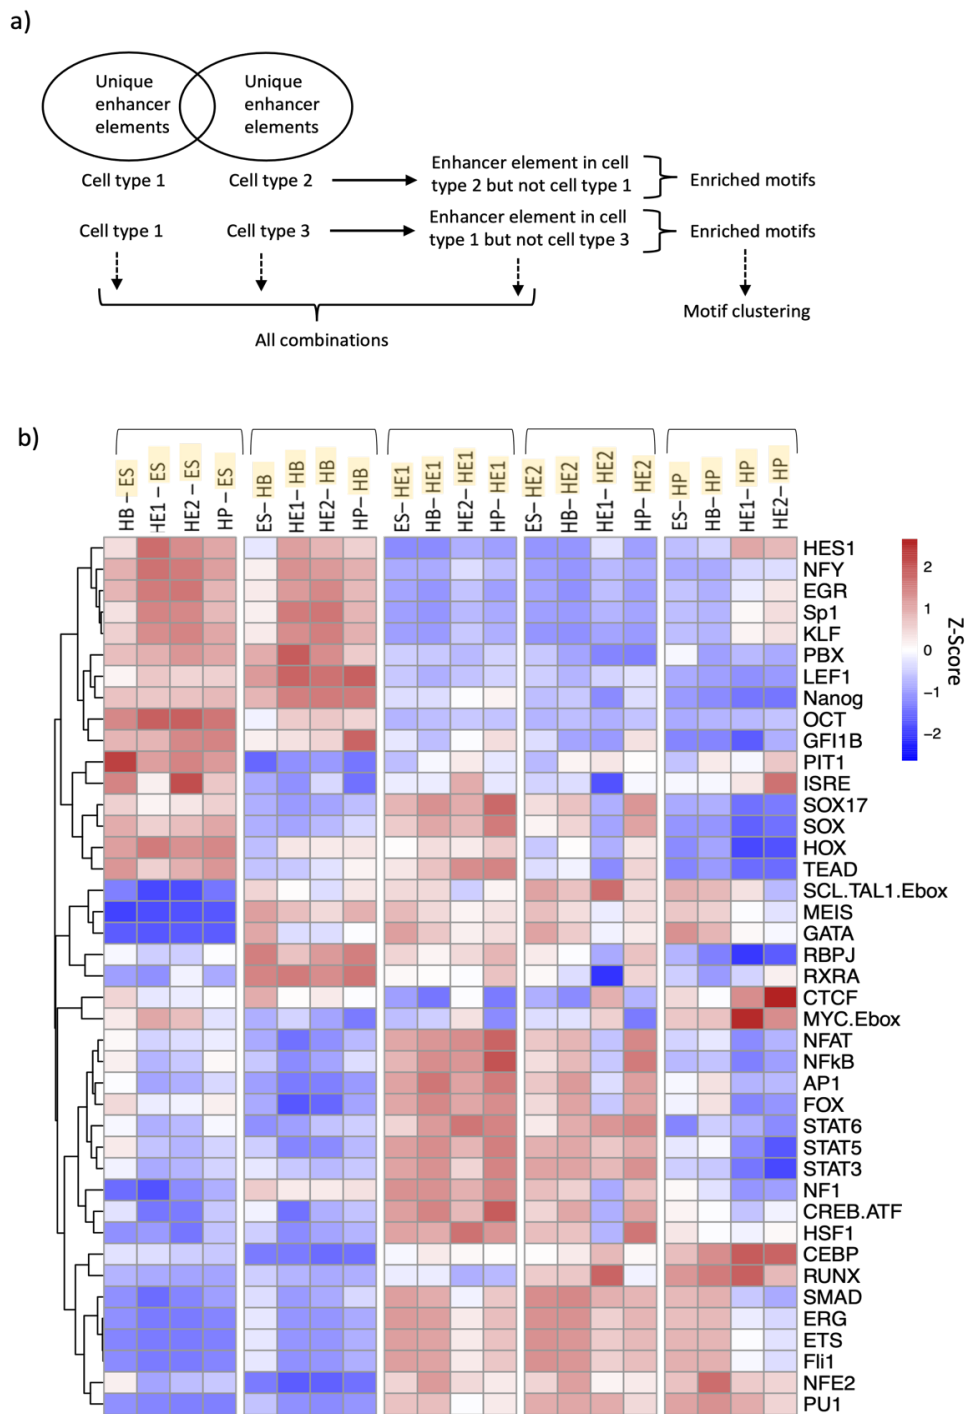 a)
Unique
enhancer
elements
Unique
enhancer
elements
Cell type 1
Cell type 2
Enhancer element in cell
type 2 but not cell type 1
Enriched motifs
Cell type 1
Cell type 3
Enhancer element in cell
type 1 but not cell type 3
Enriched motifs
All combinations
Motif clustering
b)
HB – ES
HE1 – ES
HE2 – ES
HP – ES
ES– HB
HE1– HB
HE2– HB
HP– HB
ES– HE1
HB– HE1
HE2– HE1
HP– HE1
ES– HE2
HB– HE2
HE1– HE2
HP– HE2
ES– HP
HB– HP
HE1– HP
HE2– HP
HES1
NFY
EGR
Sp1
KLF
PBX
LEF1
Nanog
OCT
GFI1B
PIT1
ISRE
SOX17
SOX
HOX
TEAD
SCL.TAL1.Ebox
MEIS
GATA
RBPJ
RXRA
CTCF
MYC.Ebox
NFAT
NFkB
AP1
FOX
STAT6
STAT5
STAT3
NF1
CREB.ATF
HSF1
CEBP
RUNX
SMAD
ERG
ETS
Fli1
NFE2
PU1
2
1
0
−1
−2
Z-Score